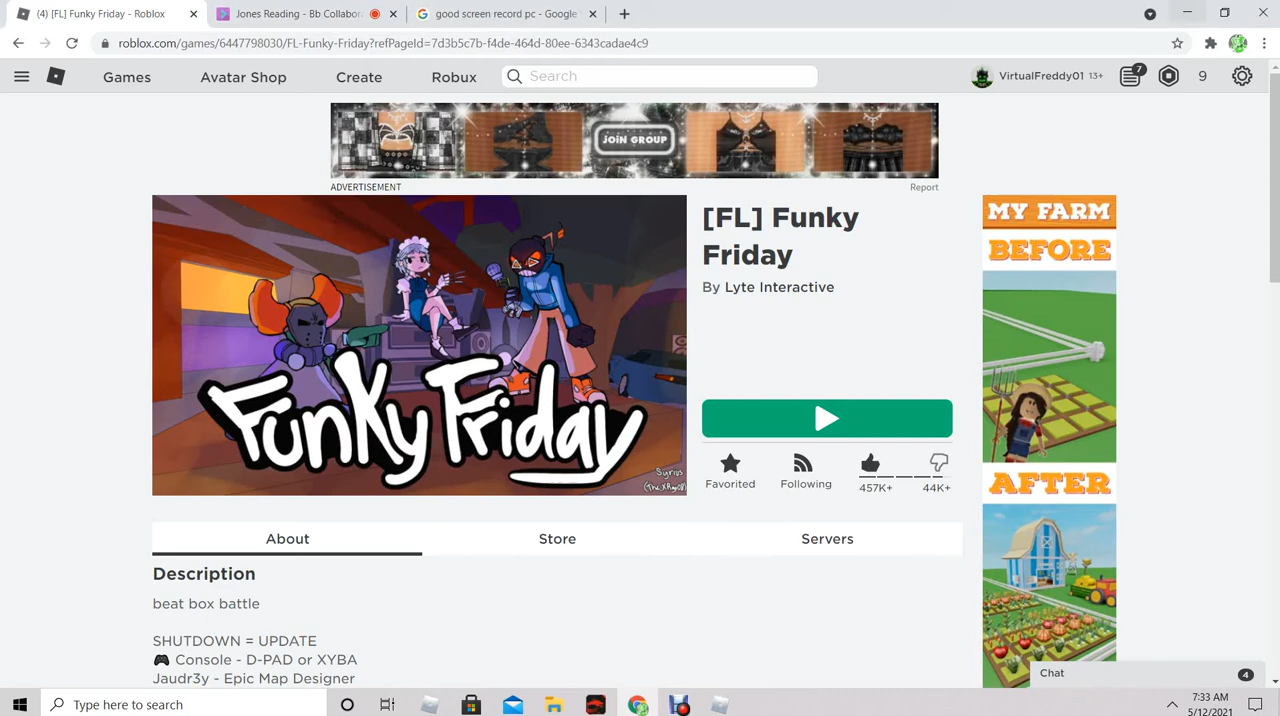 (4) [FL] Funky Friday - Roblox
Jones Reading - Bb Collabor
good screen record pc - Google
roblox.com/games/6447798030/FL-Funky-Friday?refPageId=7d3b5c7b-f4de-464d-80ee-6343cadae4c9
Games Avatar Shop Create Robux Search VirtualFreddy01 13+ 7 9
JOIN GROUP
ADVERTISEMENT Report
Funky Friday
Syrius
[FL] Funky
Friday
By Lyte Interactive
Favorited Following 457K+ 44K+
MY FARM
BEFORE
AFTER
About Store Servers
Description
beat box battle
SHUTDOWN = UPDATE
🎮 Console - D-PAD or XYBA
Jaudr3y - Epic Map Designer
Chat 4
Type here to search
7:33 AM
5/12/2021